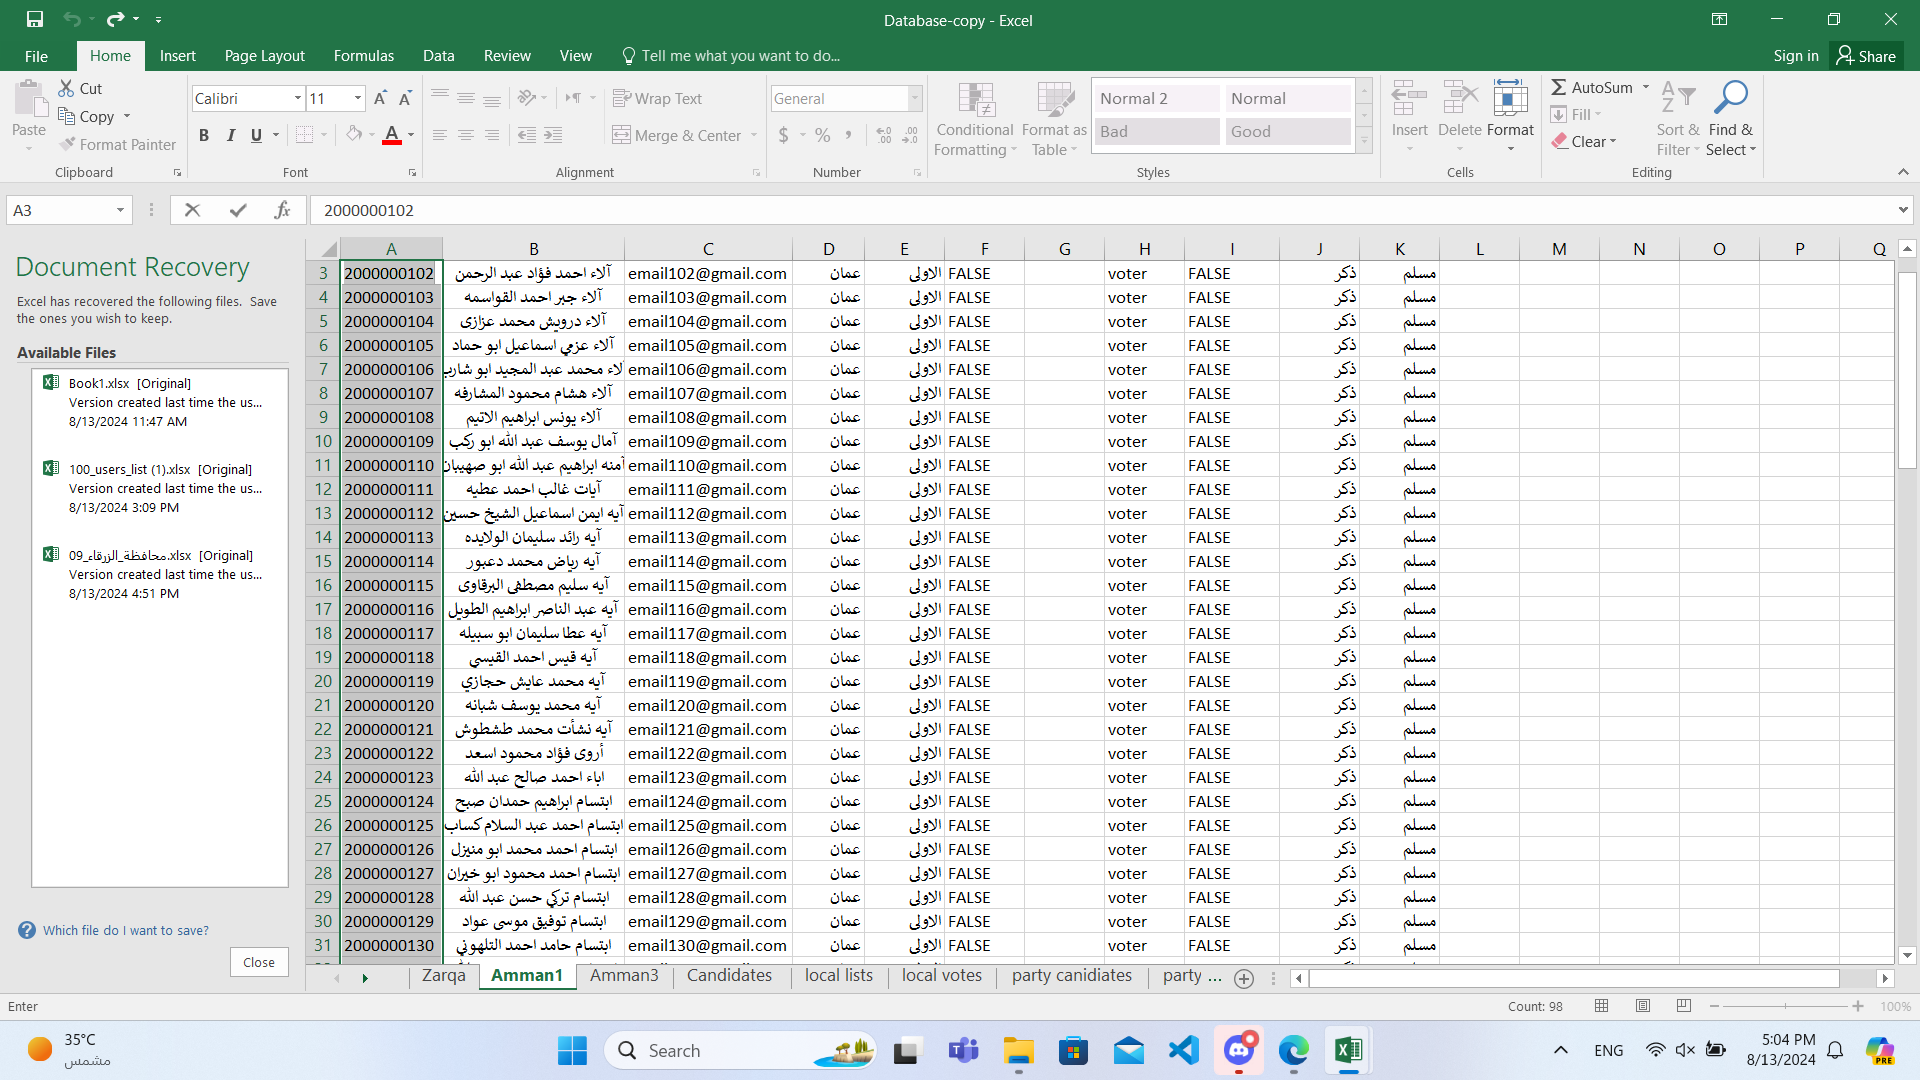 Database-copy - Excel
File Home Insert Page Layout Formulas Data Review View Tell me what you want to do... Sign in Share
Paste Cut Copy Format Painter Clipboard
Calibri 11 B I U A Font
Wrap Text Merge & Center Alignment
General $ % Number
Conditional Formatting Format as Table Normal 2 Normal Bad Good Styles
Insert Delete Format Cells
AutoSum Fill Clear Sort & Filter Find & Select Editing
A3 fx 2000000102
Document Recovery
Excel has recovered the following files. Save
the ones you wish to keep.
Available Files
Book1.xlsx [Original]
Version created last time the us...
8/13/2024 11:47 AM
100_users_list (1).xlsx [Original]
Version created last time the us...
8/13/2024 3:09 PM
09_محافظة_الزرقاء.xlsx [Original]
Version created last time the us...
8/13/2024 4:51 PM
Which file do I want to save?
Close
A B C D E F G H I J K L M N O P Q
3 2000000102 آلاء احمد فؤاد عبد الرحمن email102@gmail.com عمان الاولى FALSE voter FALSE ذكر مسلم
4 2000000103 آلاء جبر احمد القواسمه email103@gmail.com عمان الاولى FALSE voter FALSE ذكر مسلم
5 2000000104 آلاء درويش محمد عزازى email104@gmail.com عمان الاولى FALSE voter FALSE ذكر مسلم
6 2000000105 آلاء عزمي اسماعيل ابو حماد email105@gmail.com عمان الاولى FALSE voter FALSE ذكر مسلم
7 2000000106 محمد عبد المجيد ابو email106@gmail.com عمان الاولى FALSE voter FALSE ذكر مسلم
8 2000000107 آلاء هشام محمود المشارفه email107@gmail.com عمان الاولى FALSE voter FALSE ذكر مسلم
9 2000000108 آلاء يونس ابراهيم الاتيم email108@gmail.com عمان الاولى FALSE voter FALSE ذكر مسلم
10 2000000109 آمال يوسف عبد الله ابو ركب email109@gmail.com عمان الاولى FALSE voter FALSE ذكر مسلم
11 2000000110 آمنه ابراهيم عبد الله ابو صهيبان email110@gmail.com عمان الاولى FALSE voter FALSE ذكر مسلم
12 2000000111 آيات غالب احمد عطيه email111@gmail.com عمان الاولى FALSE voter FALSE ذكر مسلم
13 2000000112 آيه ايمن اسماعيل الشيخ حسين email112@gmail.com عمان الاولى FALSE voter FALSE ذكر مسلم
14 2000000113 آيه رائد سليمان الولايده email113@gmail.com عمان الاولى FALSE voter FALSE ذكر مسلم
15 2000000114 آيه رياض محمد دعبور email114@gmail.com عمان الاولى FALSE voter FALSE ذكر مسلم
16 2000000115 آيه سليم مصطفى البرقاوى email115@gmail.com عمان الاولى FALSE voter FALSE ذكر مسلم
17 2000000116 آيه عبد الناصر ابراهيم الطويل email116@gmail.com عمان الاولى FALSE voter FALSE ذكر مسلم
18 2000000117 آيه عطا سليمان ابو سبيله email117@gmail.com عمان الاولى FALSE voter FALSE ذكر مسلم
19 2000000118 آيه قيس احمد القيسي email118@gmail.com عمان الاولى FALSE voter FALSE ذكر مسلم
20 2000000119 آيه محمد عايش حجازي email119@gmail.com عمان الاولى FALSE voter FALSE ذكر مسلم
21 2000000120 آيه محمد يوسف شبانه email120@gmail.com عمان الاولى FALSE voter FALSE ذكر مسلم
22 2000000121 آيه نشأت محمد طشطوش email121@gmail.com عمان الاولى FALSE voter FALSE ذكر مسلم
23 2000000122 أروى فؤاد محمود اسعد email122@gmail.com عمان الاولى FALSE voter FALSE ذكر مسلم
24 2000000123 اباء احمد صالح عبد الله email123@gmail.com عمان الاولى FALSE voter FALSE ذكر مسلم
25 2000000124 ابتسام ابراهيم حمدان صبح email124@gmail.com عمان الاولى FALSE voter FALSE ذكر مسلم
26 2000000125 ابتسام احمد عبد السلام كساب email125@gmail.com عمان الاولى FALSE voter FALSE ذكر مسلم
27 2000000126 ابتسام احمد محمد ابو منيزل email126@gmail.com عمان الاولى FALSE voter FALSE ذكر مسلم
28 2000000127 ابتسام احمد محمود ابو خيران email127@gmail.com عمان الاولى FALSE voter FALSE ذكر مسلم
29 2000000128 ابتسام تركي حسن عبد الله email128@gmail.com عمان الاولى FALSE voter FALSE ذكر مسلم
30 2000000129 ابتسام توفيق موسى عواد email129@gmail.com عمان الاولى FALSE voter FALSE ذكر مسلم
31 2000000130 ابتسام حامد احمد التلهوني email130@gmail.com عمان الاولى FALSE voter FALSE ذكر مسلم
Zarqa Amman1 Amman3 Candidates local lists local votes party canidiates party ...
Enter Count: 98 100%
35°C
مشمس
Search
ENG
5:04 PM
8/13/2024
PRE